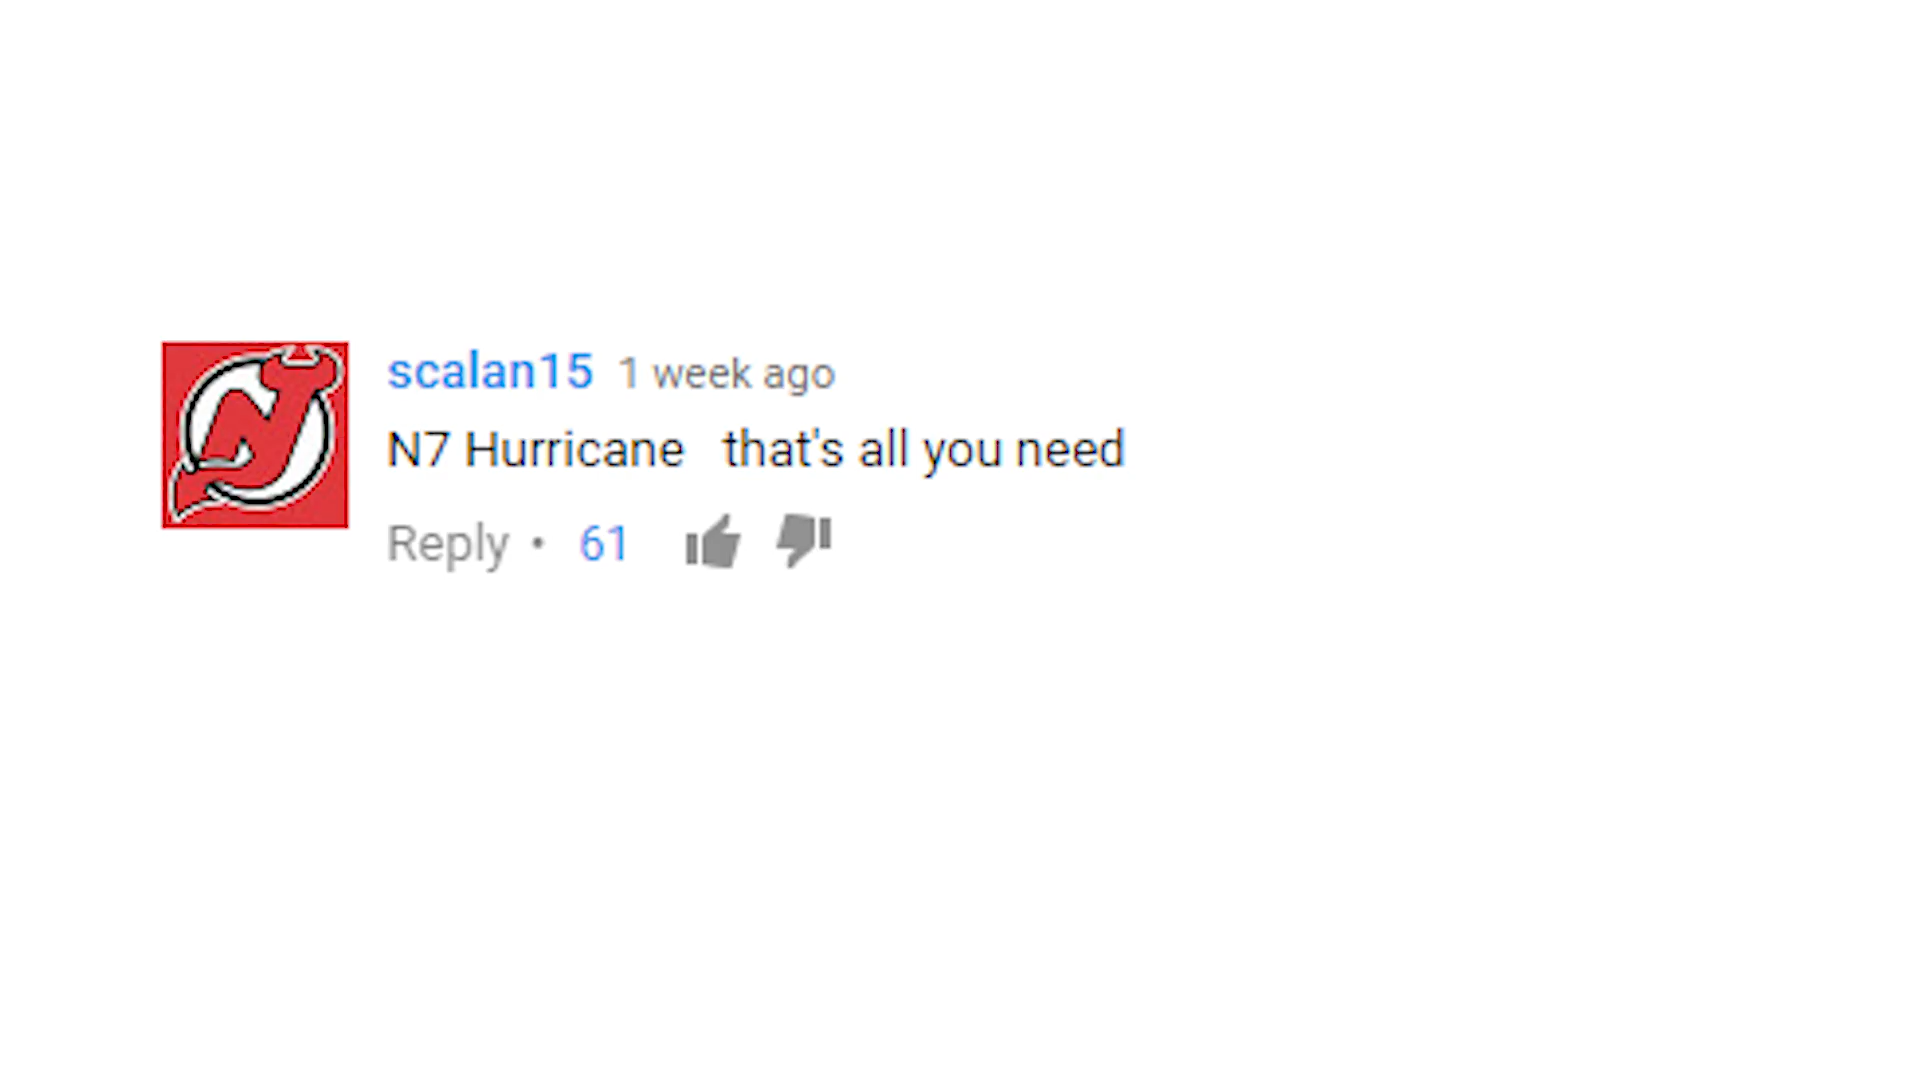 scalan15 1 week ago
N7 Hurricane   that's all you need
Reply • 61